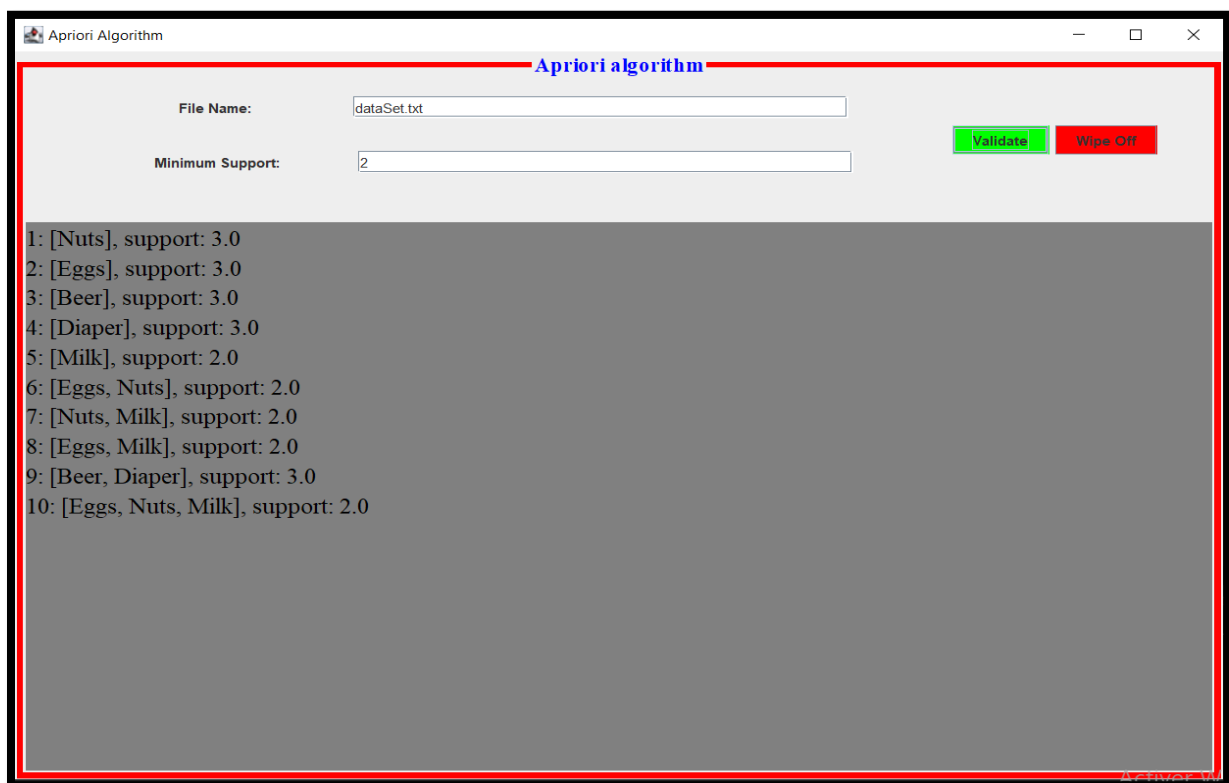 Apriori Algorithm
Apriori algorithm
File Name:
dataSet.txt
Validate
Wipe Off
Minimum Support:
2
1: [Nuts], support: 3.0
2: [Eggs], support: 3.0
3: [Beer], support: 3.0
4: [Diaper], support: 3.0
5: [Milk], support: 2.0
6: [Eggs, Nuts], support: 2.0
7: [Nuts, Milk], support: 2.0
8: [Eggs, Milk], support: 2.0
9: [Beer, Diaper], support: 3.0
10: [Eggs, Nuts, Milk], support: 2.0
Activer W